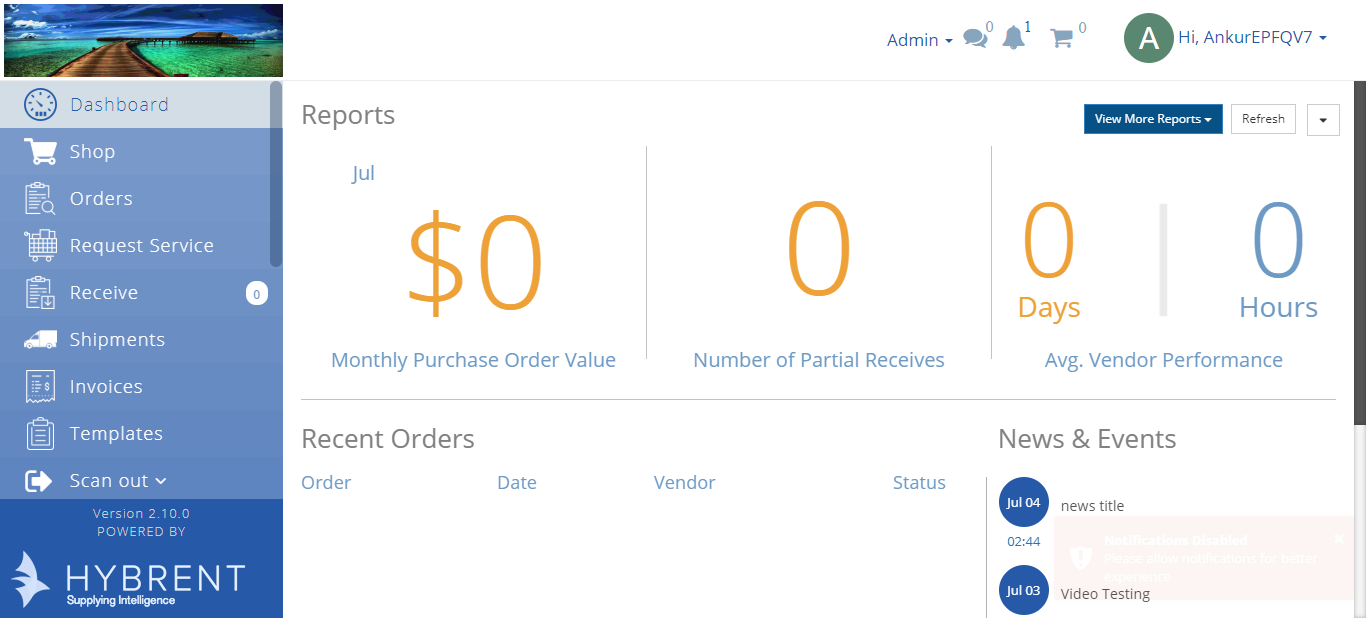 Admin
0
1
0
A
Hi, AnkurEPFQV7
Dashboard
Shop
Orders
Request Service
Receive
0
Shipments
Invoices
Templates
Scan out
Version 2.10.0
POWERED BY
HYBRENT
Supplying Intelligence
Reports
View More Reports
Refresh
Jul
$0
Monthly Purchase Order Value
0
Number of Partial Receives
0
Days
0
Hours
Avg. Vendor Performance
Recent Orders
Order Date Vendor Status
News & Events
Jul 04
news title
02:44
Notifications Disabled
Please allow notifications for better
experience
Jul 03
Video Testing